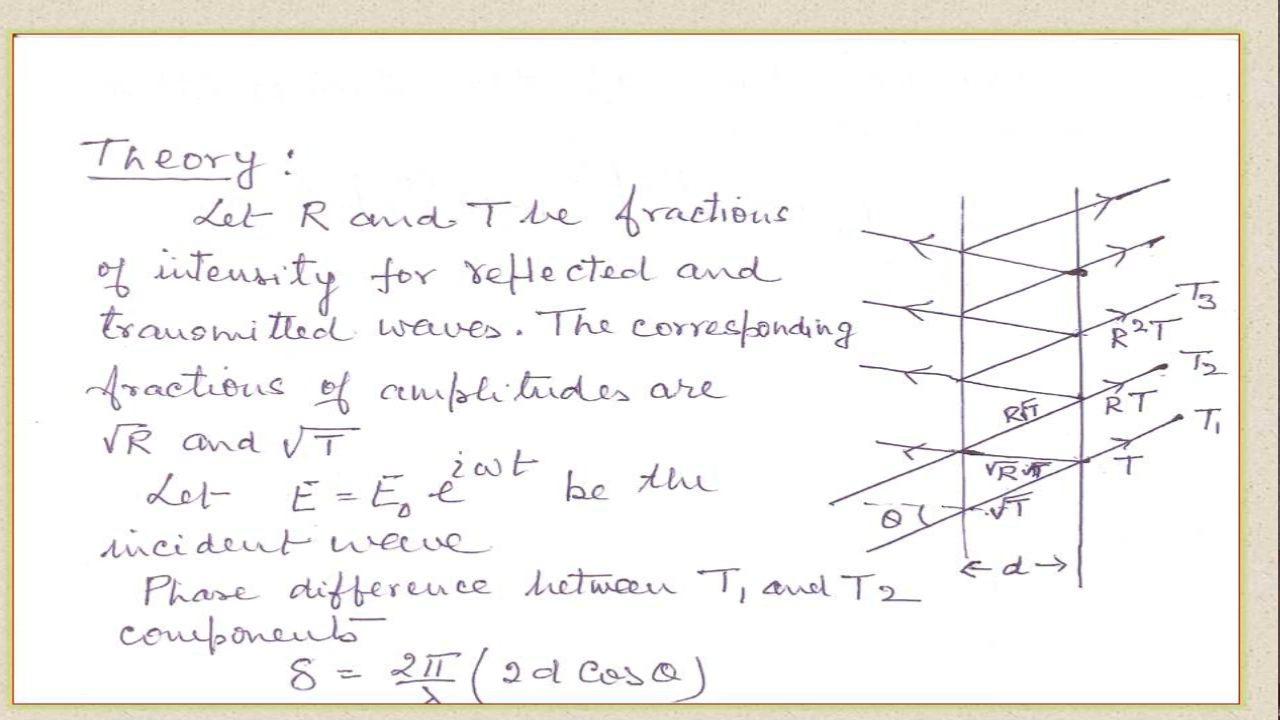 Theory :
Let R and T be fractions
of intensity for reflected and
transmitted waves. The corresponding
fractions of amplitudes are
√R and √T
Let E = E₀ e^{iωt} be the
incident wave
Phase difference between T₁ and T₂
components
δ = 2π/λ ( 2d Cosθ )
T₃
R²T
T₂
R√T
RT
T₁
√R √T
T
√T
θ
← d →